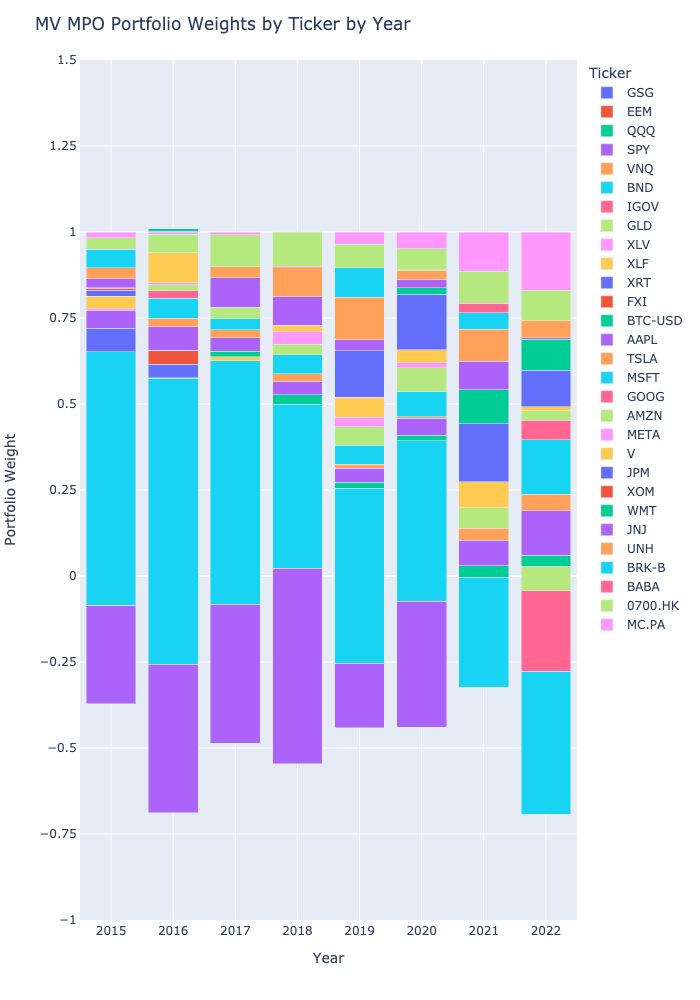 MV MPO Portfolio Weights by Ticker by Year
1.5
1.25
1
0.75
0.5
0.25
0
−0.25
−0.5
−0.75
−1
Portfolio Weight
2015 2016 2017 2018 2019 2020 2021 2022
Year
Ticker
GSG
EEM
QQQ
SPY
VNQ
BND
IGOV
GLD
XLV
XLF
XRT
FXI
BTC-USD
AAPL
TSLA
MSFT
GOOG
AMZN
META
V
JPM
XOM
WMT
JNJ
UNH
BRK-B
BABA
0700.HK
MC.PA